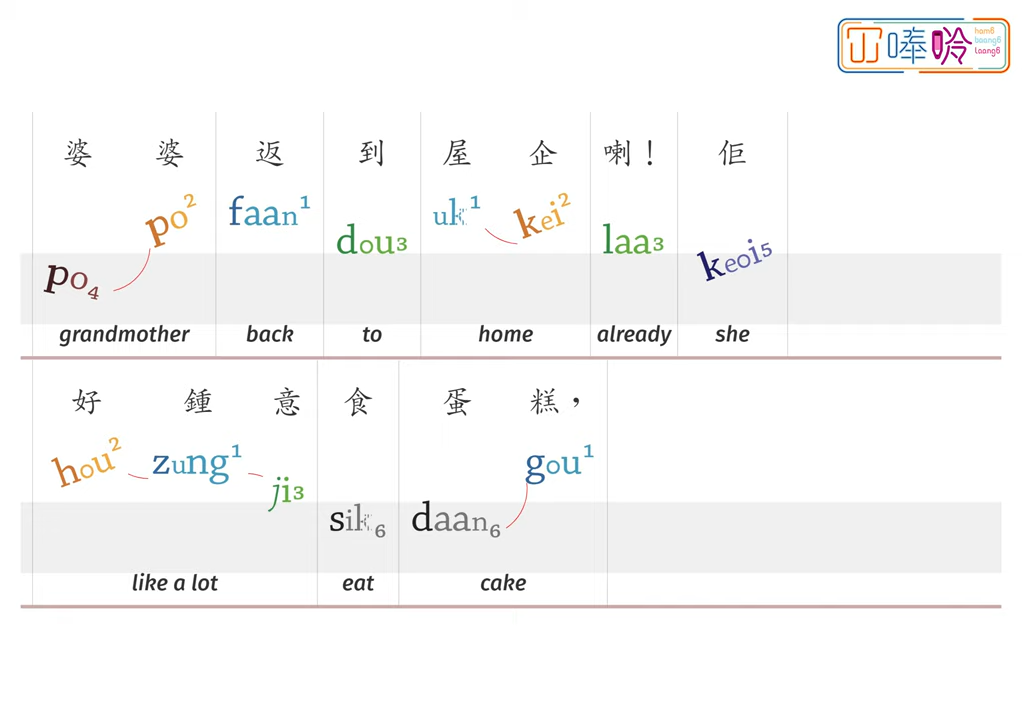 冚唪唥 ham6 baang6 laang6
婆婆 返 到 屋企 喇！ 佢
po4 po2 faan1 dou3 uk1 kei2 laa3 keoi5
grandmother back to home already she
好鍾意 食 蛋糕，
hou2 zung1 ji3 sik6 daan6 gou1
like a lot eat cake